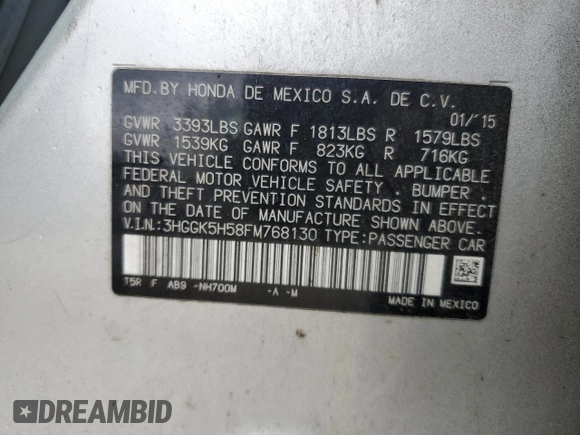 MFD. BY HONDA DE MEXICO S.A. DE C.V.
01/'15
GVWR 3393LBS GAWR F 1813LBS R 1579LBS
GVWR 1539KG GAWR F 823KG R 716KG
THIS VEHICLE CONFORMS TO ALL APPLICABLE
FEDERAL MOTOR VEHICLE SAFETY . BUMPER .
AND THEFT PREVENTION STANDARDS IN EFFECT
ON THE DATE OF MANUFACTURE SHOWN ABOVE.
V.I.N.:3HGGK5H58FM768130 TYPE:PASSENGER CAR
T5R F AB9 -NH700M -A -M
MADE IN MEXICO
DREAMBID